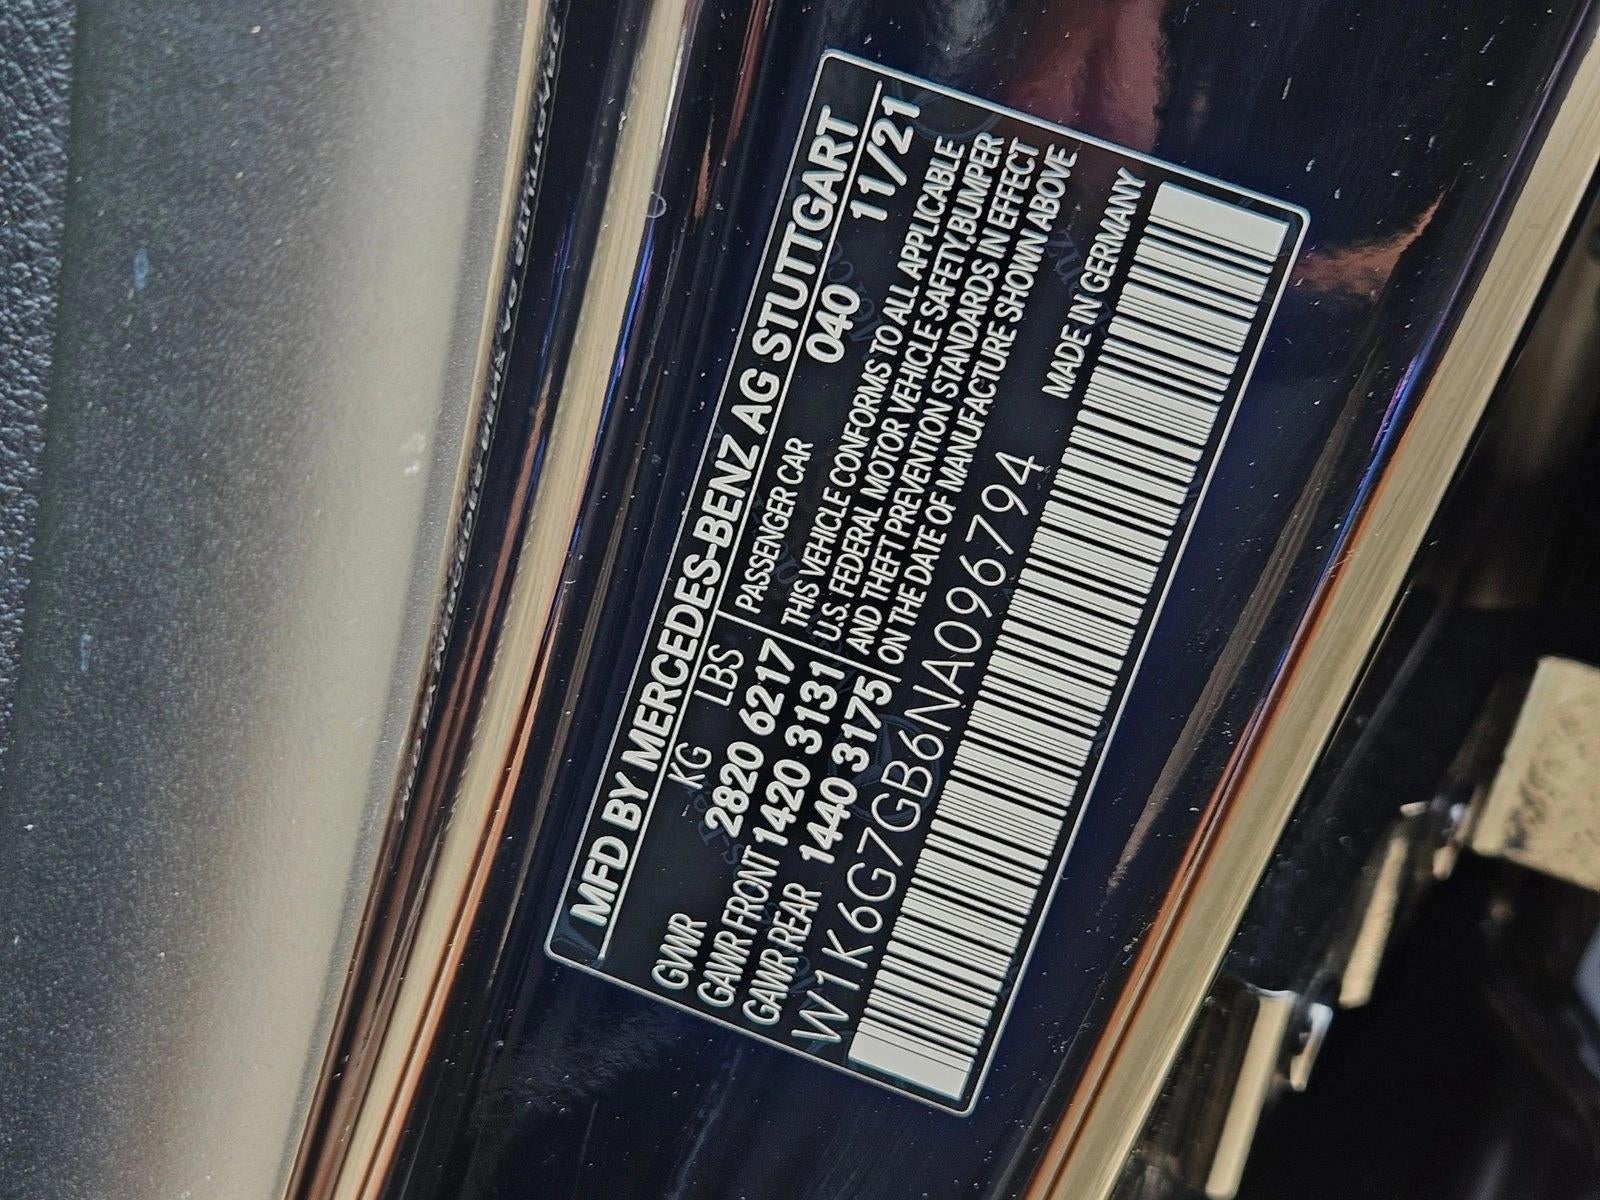 MFD BY MERCEDES-BENZ AG STUTTGART
KG LBS
PASSENGER CAR 040 11/21
GVWR 2820 6217
GAWR FRONT 1420 3131
GAWR REAR 1440 3175
THIS VEHICLE CONFORMS TO ALL APPLICABLE
U.S. FEDERAL MOTOR VEHICLE SAFETY,BUMPER
AND THEFT PREVENTION STANDARDS IN EFFECT
ON THE DATE OF MANUFACTURE SHOWN ABOVE
W1K6G7GB6NA096794
MADE IN GERMANY